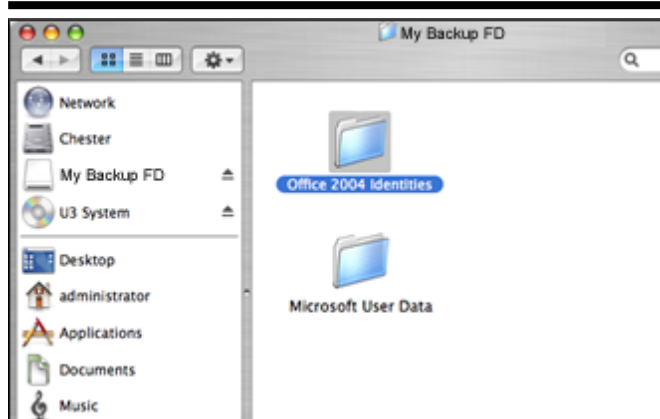 My Backup FD
Network
Chester
My Backup FD
U3 System
Desktop
administrator
Applications
Documents
Music
Office 2004 Identities
Microsoft User Data